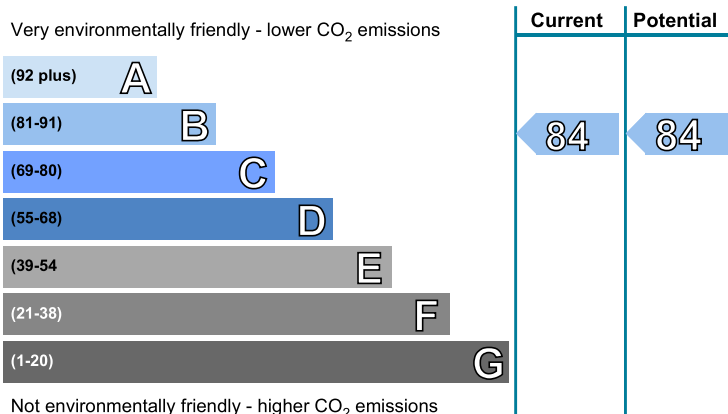 Current Potential
Very environmentally friendly - lower CO2 emissions
(92 plus) A
(81-91) B 84 84
(69-80) C
(55-68) D
(39-54 E
(21-38) F
(1-20) G
Not environmentally friendly - higher CO2 emissions